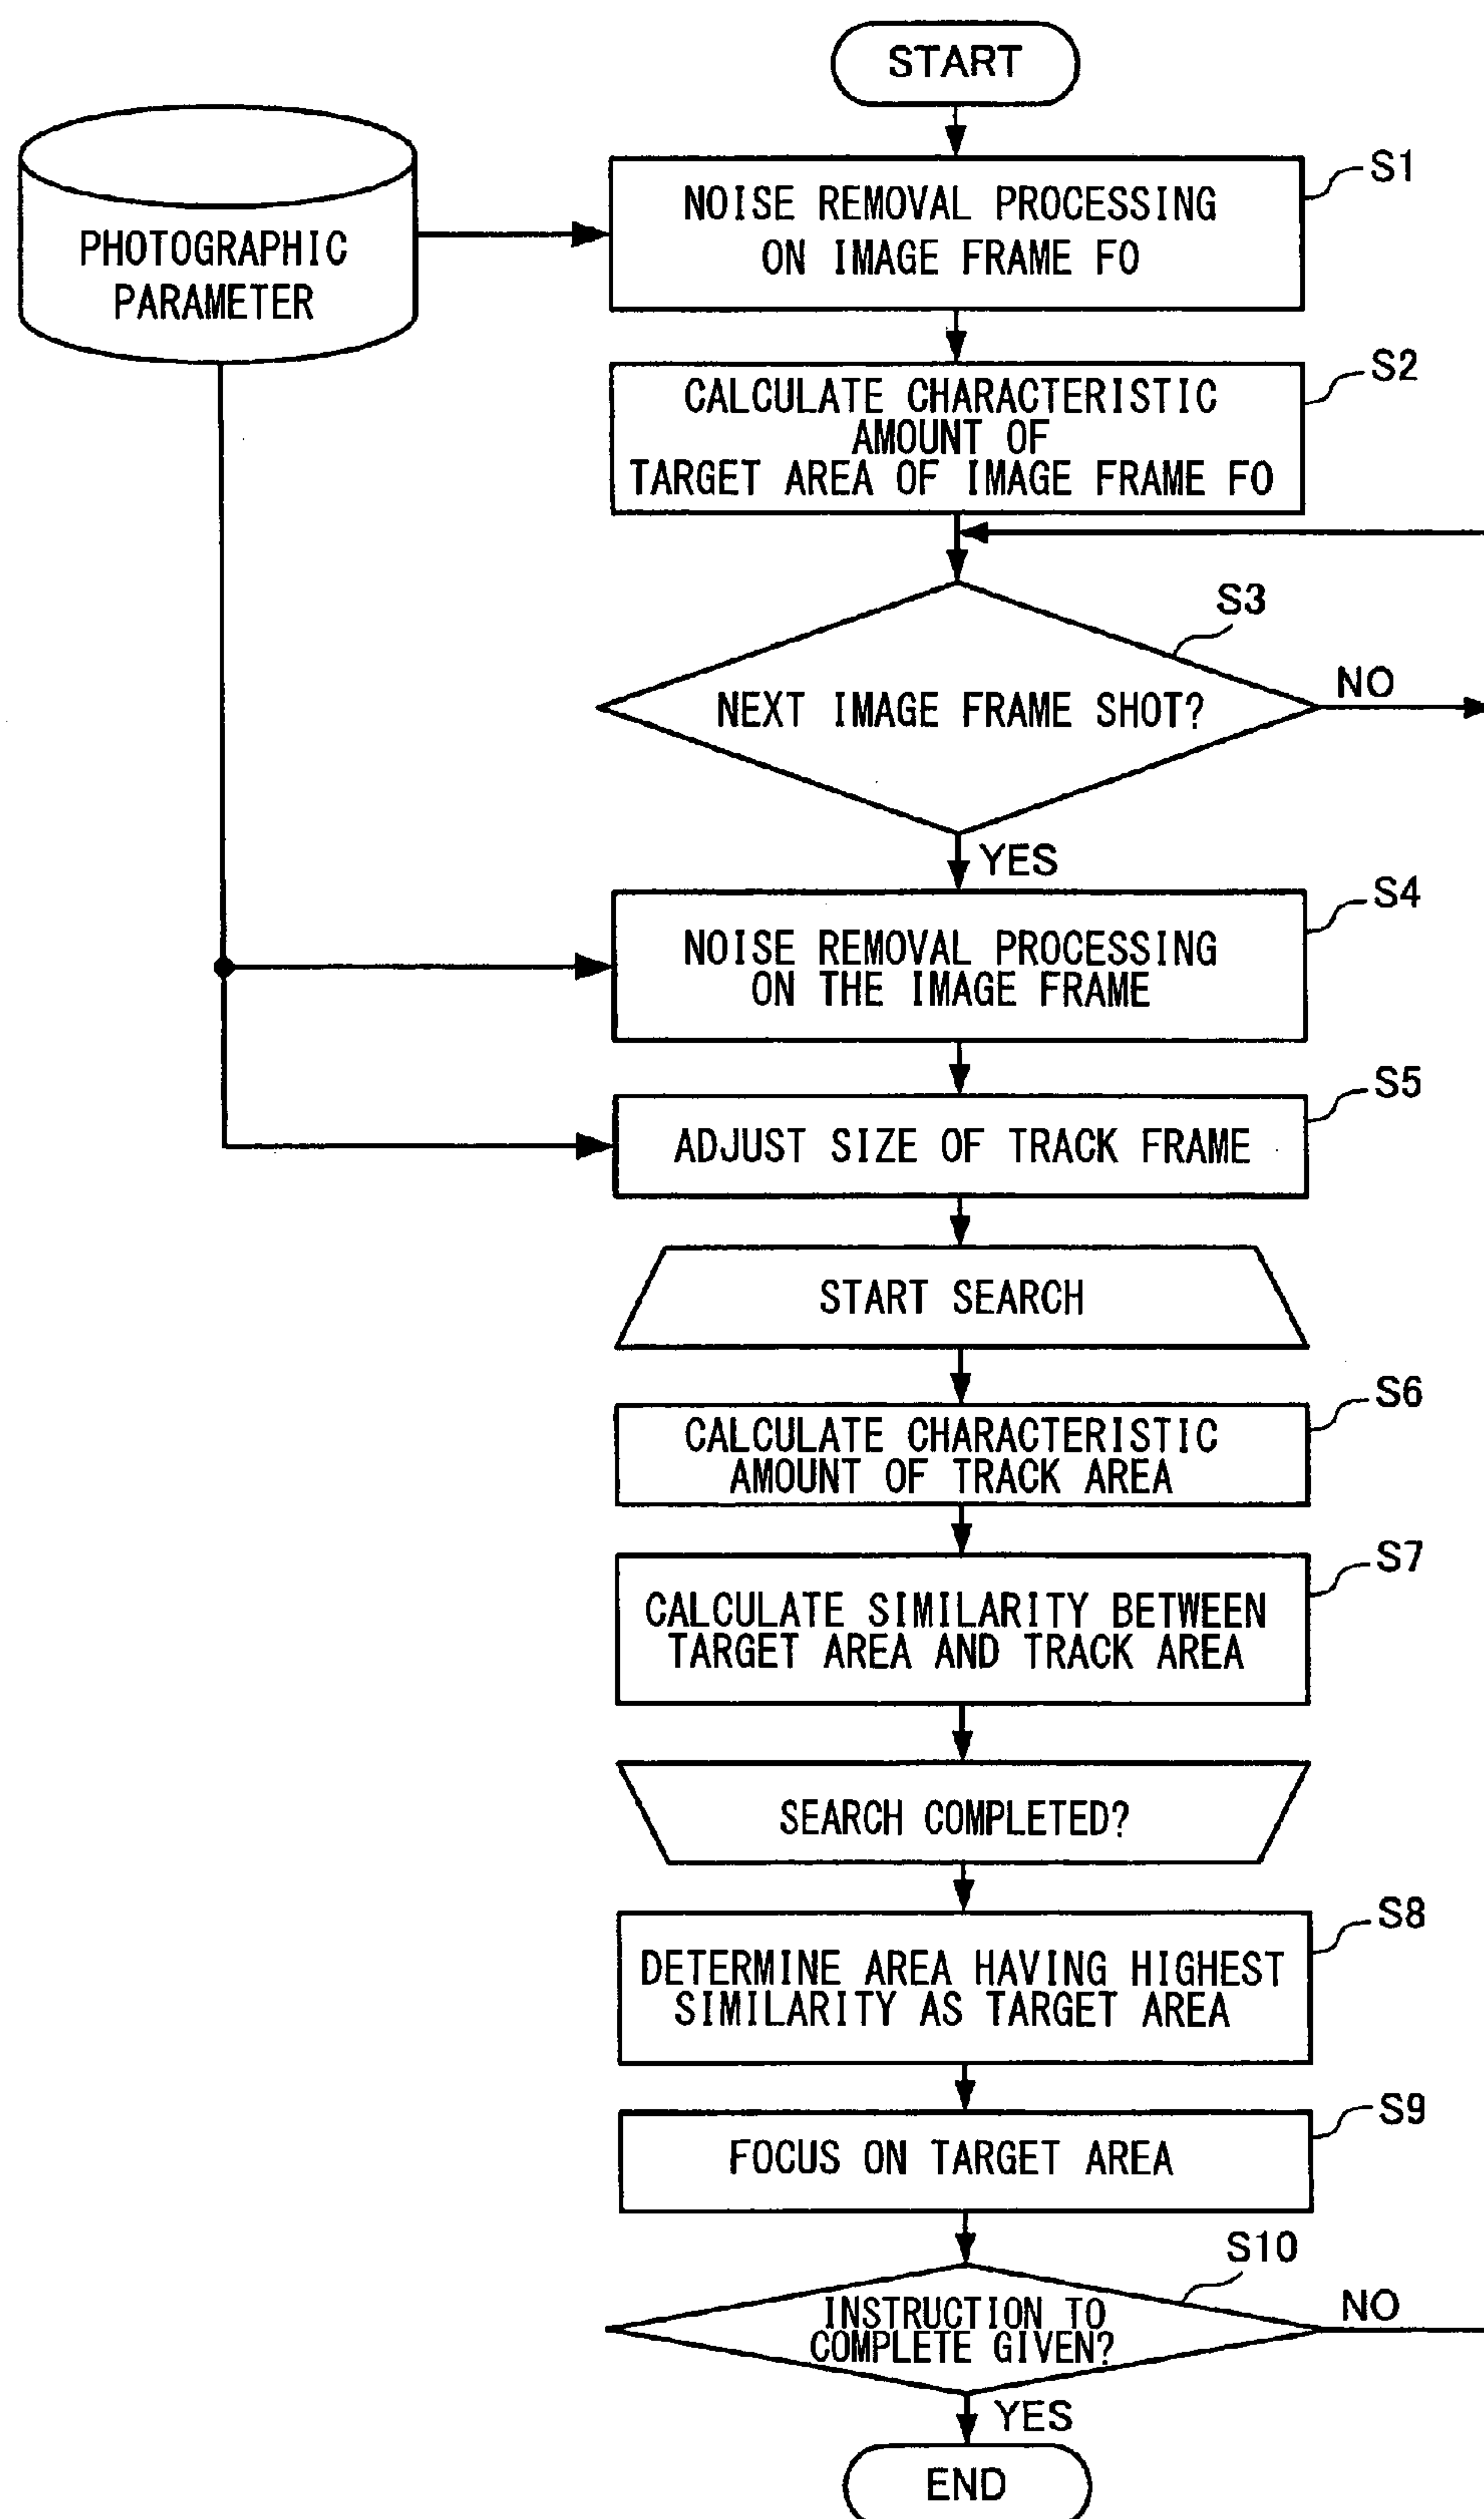 START
PHOTOGRAPHIC
PARAMETER
S1
NOISE REMOVAL PROCESSING
ON IMAGE FRAME F0
S2
CALCULATE CHARACTERISTIC
AMOUNT OF
TARGET AREA OF IMAGE FRAME F0
S3
NEXT IMAGE FRAME SHOT?
NO
YES
S4
NOISE REMOVAL PROCESSING
ON THE IMAGE FRAME
S5
ADJUST SIZE OF TRACK FRAME
START SEARCH
S6
CALCULATE CHARACTERISTIC
AMOUNT OF TRACK AREA
S7
CALCULATE SIMILARITY BETWEEN
TARGET AREA AND TRACK AREA
SEARCH COMPLETED?
S8
DETERMINE AREA HAVING HIGHEST
SIMILARITY AS TARGET AREA
S9
FOCUS ON TARGET AREA
S10
INSTRUCTION TO
COMPLETE GIVEN?
NO
YES
END